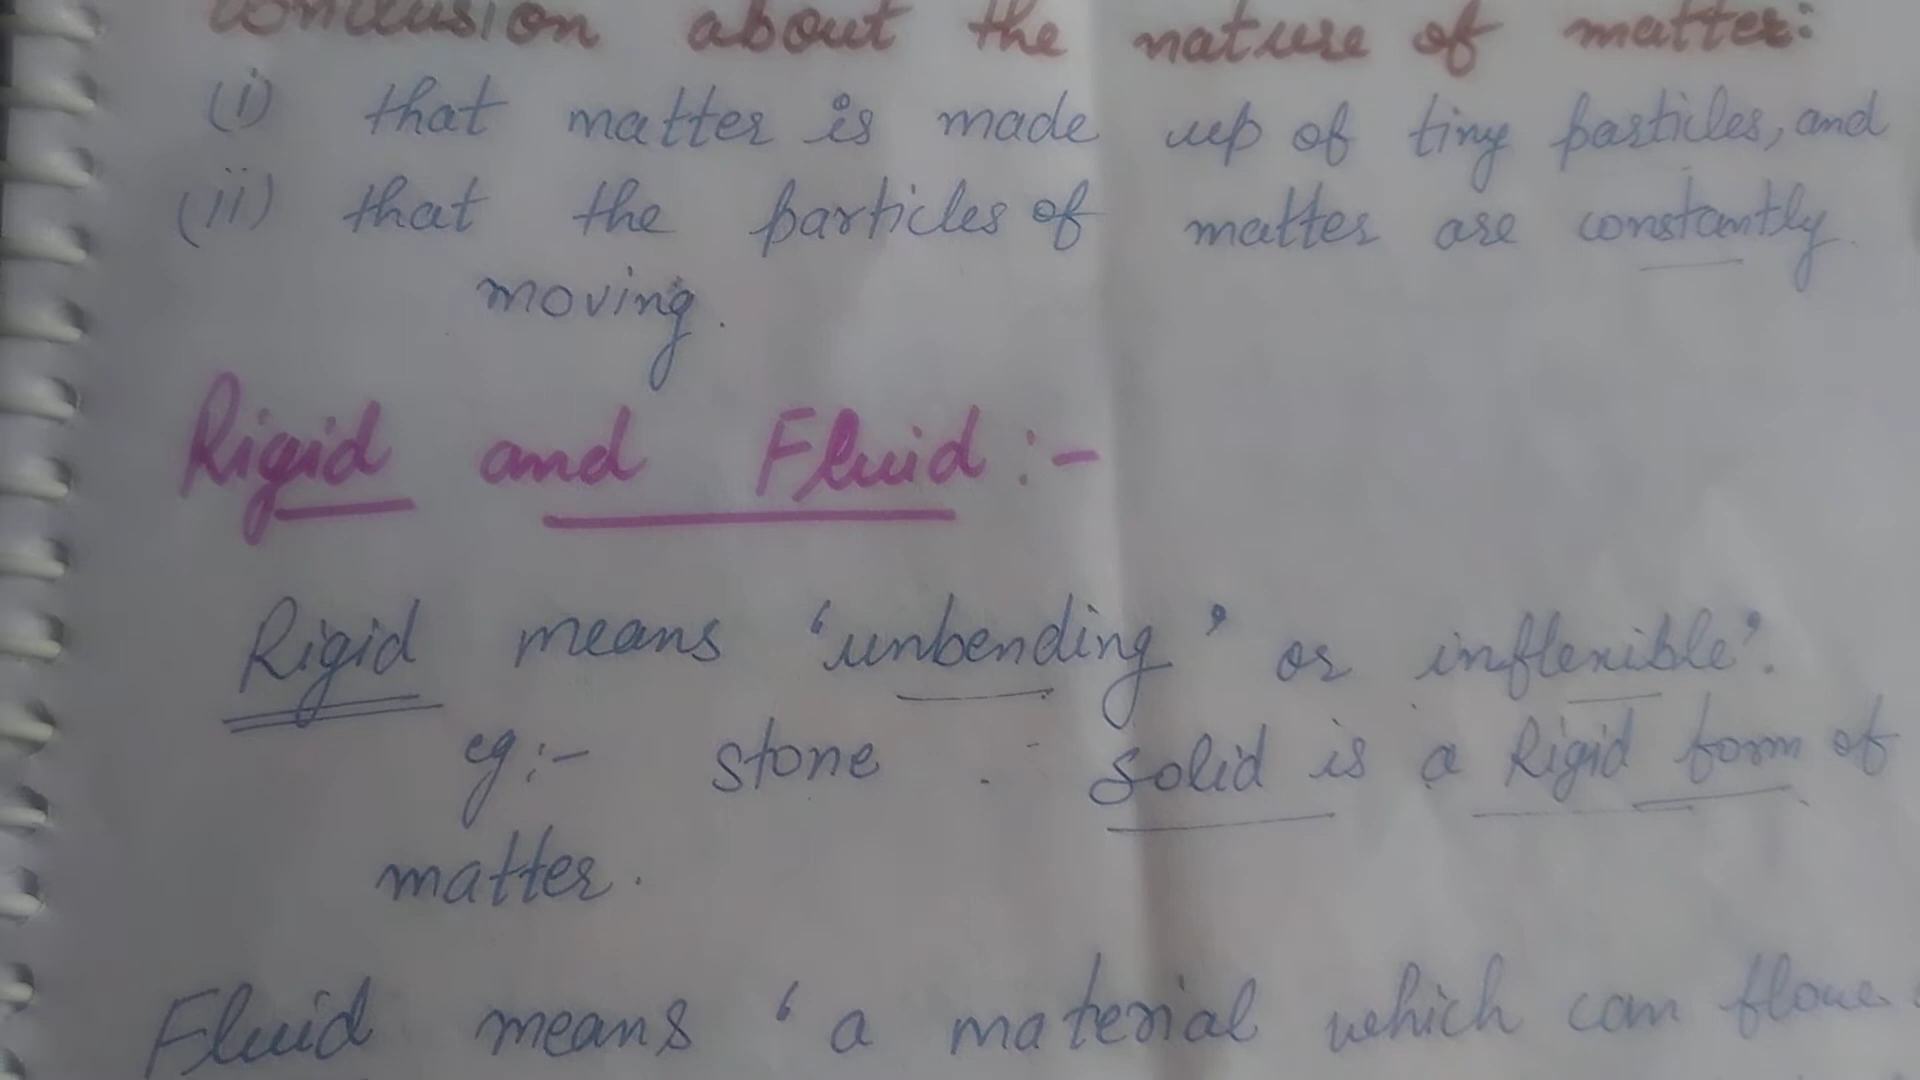 conclusion about the nature of matter:
(i) that matter is made up of tiny particles, and
(ii) that the particles of matter are constantly
moving.
Rigid and Fluid :-
Rigid means 'unbending' or inflexible'.
eg:- stone . solid is a Rigid form of
matter.
Fluid means 'a material which can flow